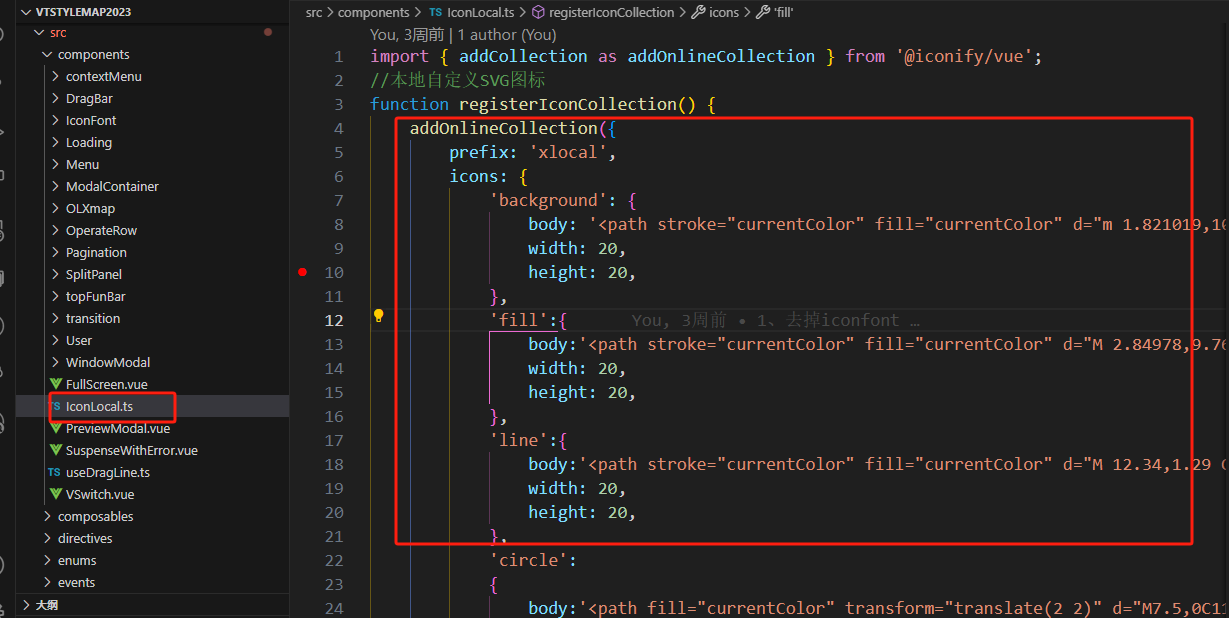 VTSTYLEMAP2023
src
components
contextMenu
DragBar
IconFont
Loading
Menu
ModalContainer
OLXmap
OperateRow
Pagination
SplitPanel
topFunBar
transition
User
WindowModal
FullScreen.vue
TS IconLocal.ts
PreviewModal.vue
SuspenseWithError.vue
TS useDragLine.ts
VSwitch.vue
composables
directives
enums
events
大纲
src > components > TS IconLocal.ts > registerIconCollection > icons > 'fill'
You, 3周前 | 1 author (You)
1 import { addCollection as addOnlineCollection } from '@iconify/vue';
2 //本地自定义SVG图标
3 function registerIconCollection() {
4 addOnlineCollection({
5 prefix: 'xlocal',
6 icons: {
7 'background': {
8 body: '<path stroke="currentColor" fill="currentColor" d="m 1.821019,16
9 width: 20,
10 height: 20,
11 },
12 'fill':{ You, 3周前 • 1、去掉iconfont …
13 body:'<path stroke="currentColor" fill="currentColor" d="M 2.84978,9.76
14 width: 20,
15 height: 20,
16 },
17 'line':{
18 body:'<path stroke="currentColor" fill="currentColor" d="M 12.34,1.29 C
19 width: 20,
20 height: 20,
21 },
22 'circle':
23 {
24 body:'<path fill="currentColor" transform="translate(2 2)" d="M7.5,0C11